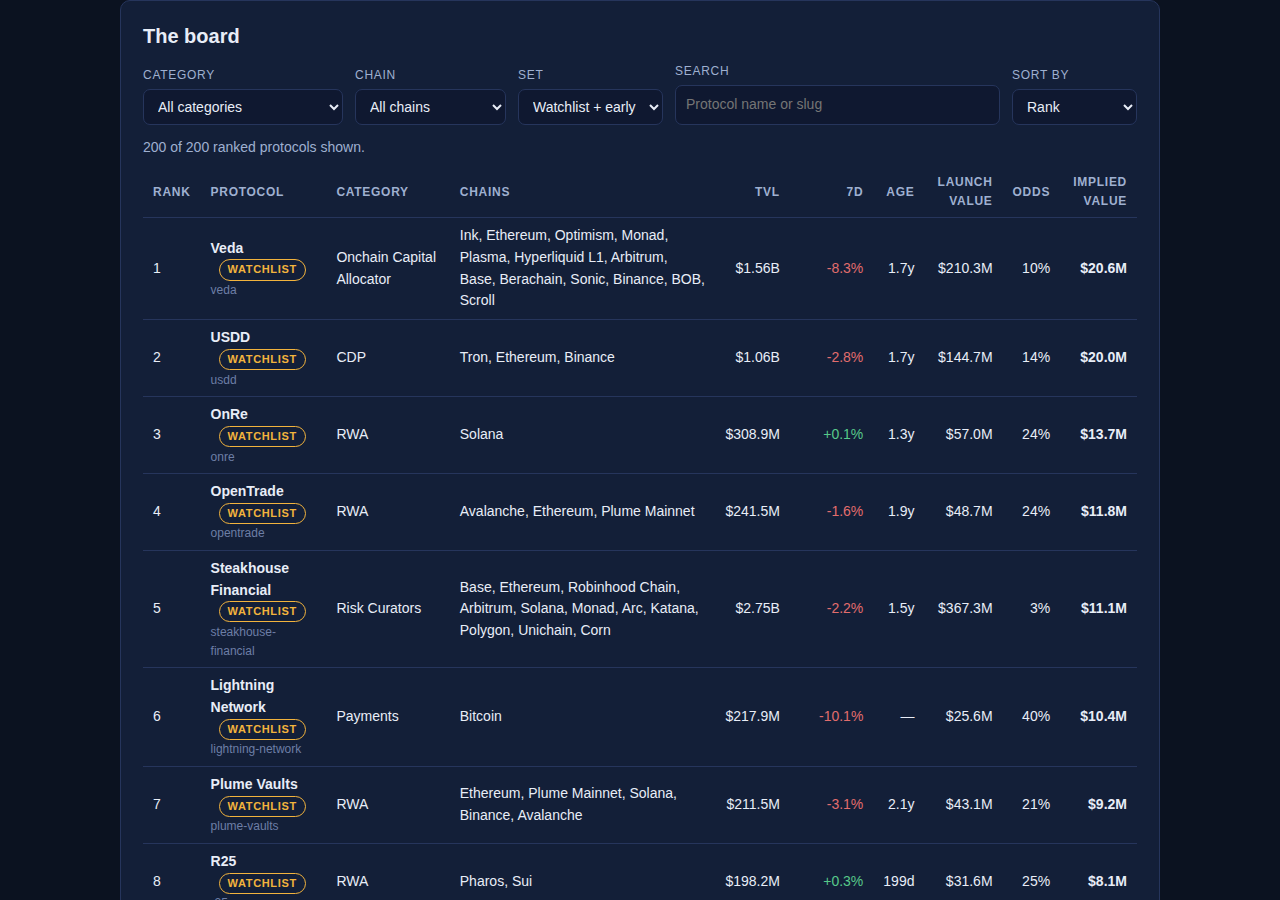 The board
CATEGORY CHAIN SET SEARCH SORT BY
All categories All chains Watchlist + early Protocol name or slug Rank
200 of 200 ranked protocols shown.
RANK PROTOCOL CATEGORY CHAINS TVL 7D AGE LAUNCH VALUE ODDS IMPLIED VALUE
1 Veda WATCHLIST veda Onchain Capital Allocator Ink, Ethereum, Optimism, Monad, Plasma, Hyperliquid L1, Arbitrum, Base, Berachain, Sonic, Binance, BOB, Scroll $1.56B -8.3% 1.7y $210.3M 10% $20.6M
2 USDD WATCHLIST usdd CDP Tron, Ethereum, Binance $1.06B -2.8% 1.7y $144.7M 14% $20.0M
3 OnRe WATCHLIST onre RWA Solana $308.9M +0.1% 1.3y $57.0M 24% $13.7M
4 OpenTrade WATCHLIST opentrade RWA Avalanche, Ethereum, Plume Mainnet $241.5M -1.6% 1.9y $48.7M 24% $11.8M
5 Steakhouse Financial WATCHLIST steakhouse-financial Risk Curators Base, Ethereum, Robinhood Chain, Arbitrum, Solana, Monad, Arc, Katana, Polygon, Unichain, Corn $2.75B -2.2% 1.5y $367.3M 3% $11.1M
6 Lightning Network WATCHLIST lightning-network Payments Bitcoin $217.9M -10.1% — $25.6M 40% $10.4M
7 Plume Vaults WATCHLIST plume-vaults RWA Ethereum, Plume Mainnet, Solana, Binance, Avalanche $211.5M -3.1% 2.1y $43.1M 21% $9.2M
8 R25 WATCHLIST RWA Pharos, Sui $198.2M +0.3% 199d $31.6M 25% $8.1M